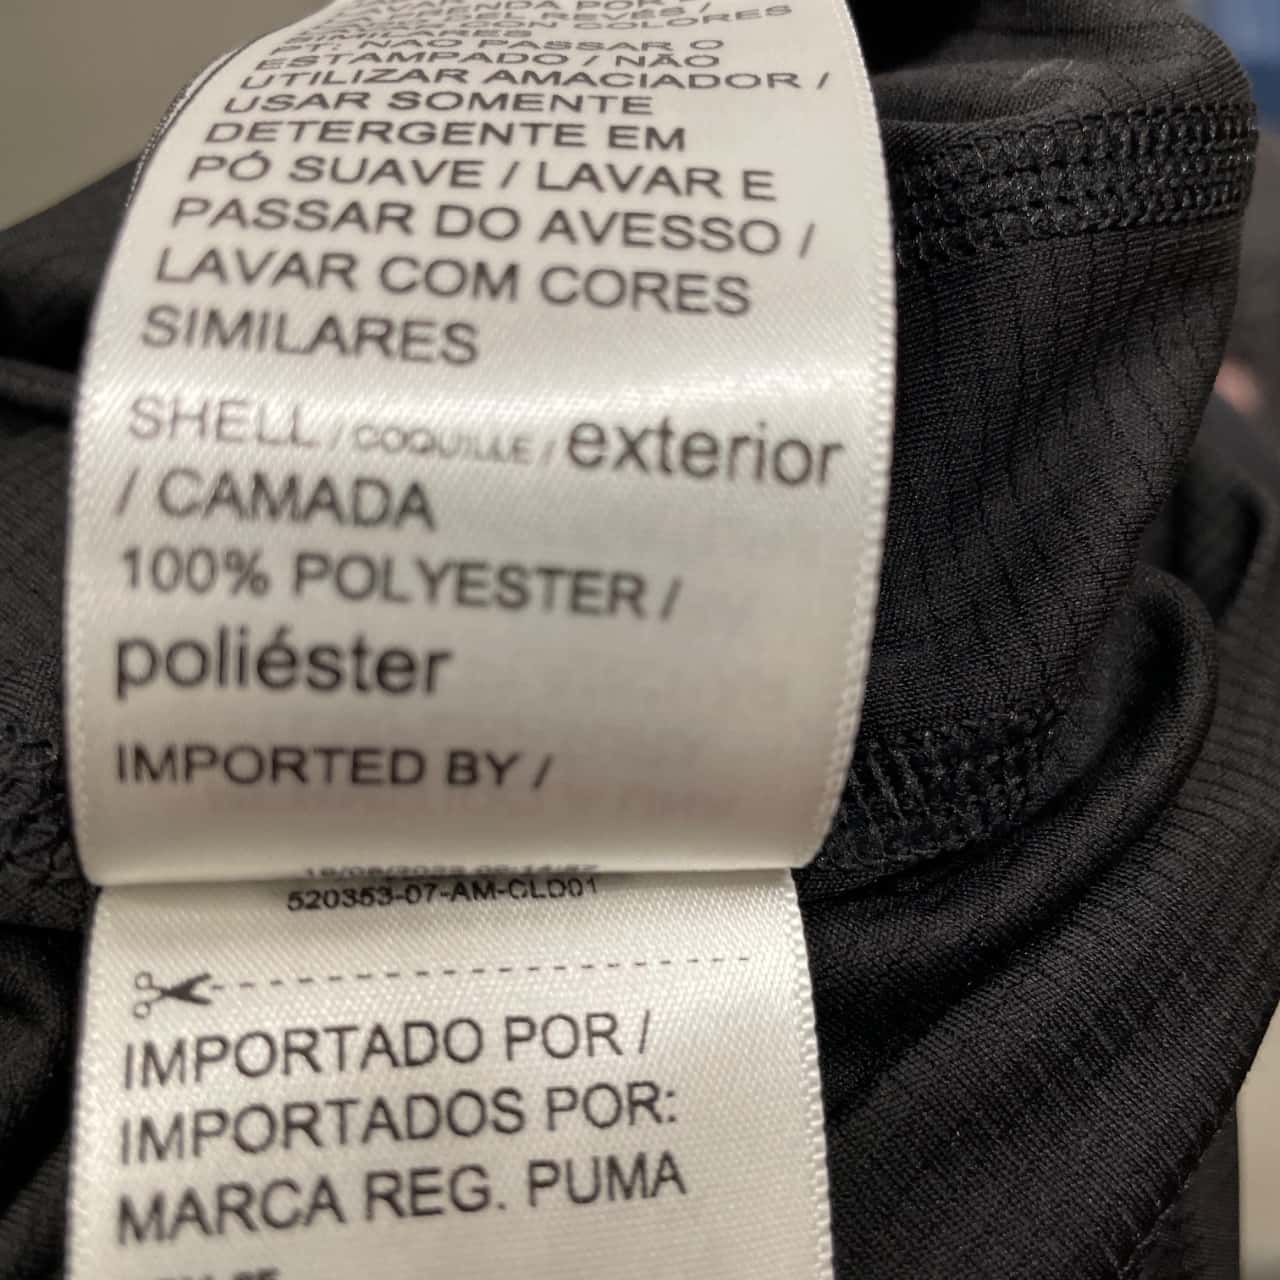 SIMILARES
PT: NÃO PASSAR O
ESTAMPADO / NÃO
UTILIZAR AMACIADOR /
USAR SOMENTE
DETERGENTE EM
PÓ SUAVE / LAVAR E
PASSAR DO AVESSO /
LAVAR COM CORES
SIMILARES
SHELL / COQUILLE / exterior
/ CAMADA
100% POLYESTER /
poliéster
IMPORTED BY /
520353-07-AM-CLD01
IMPORTADO POR /
IMPORTADOS POR:
MARCA REG. PUMA